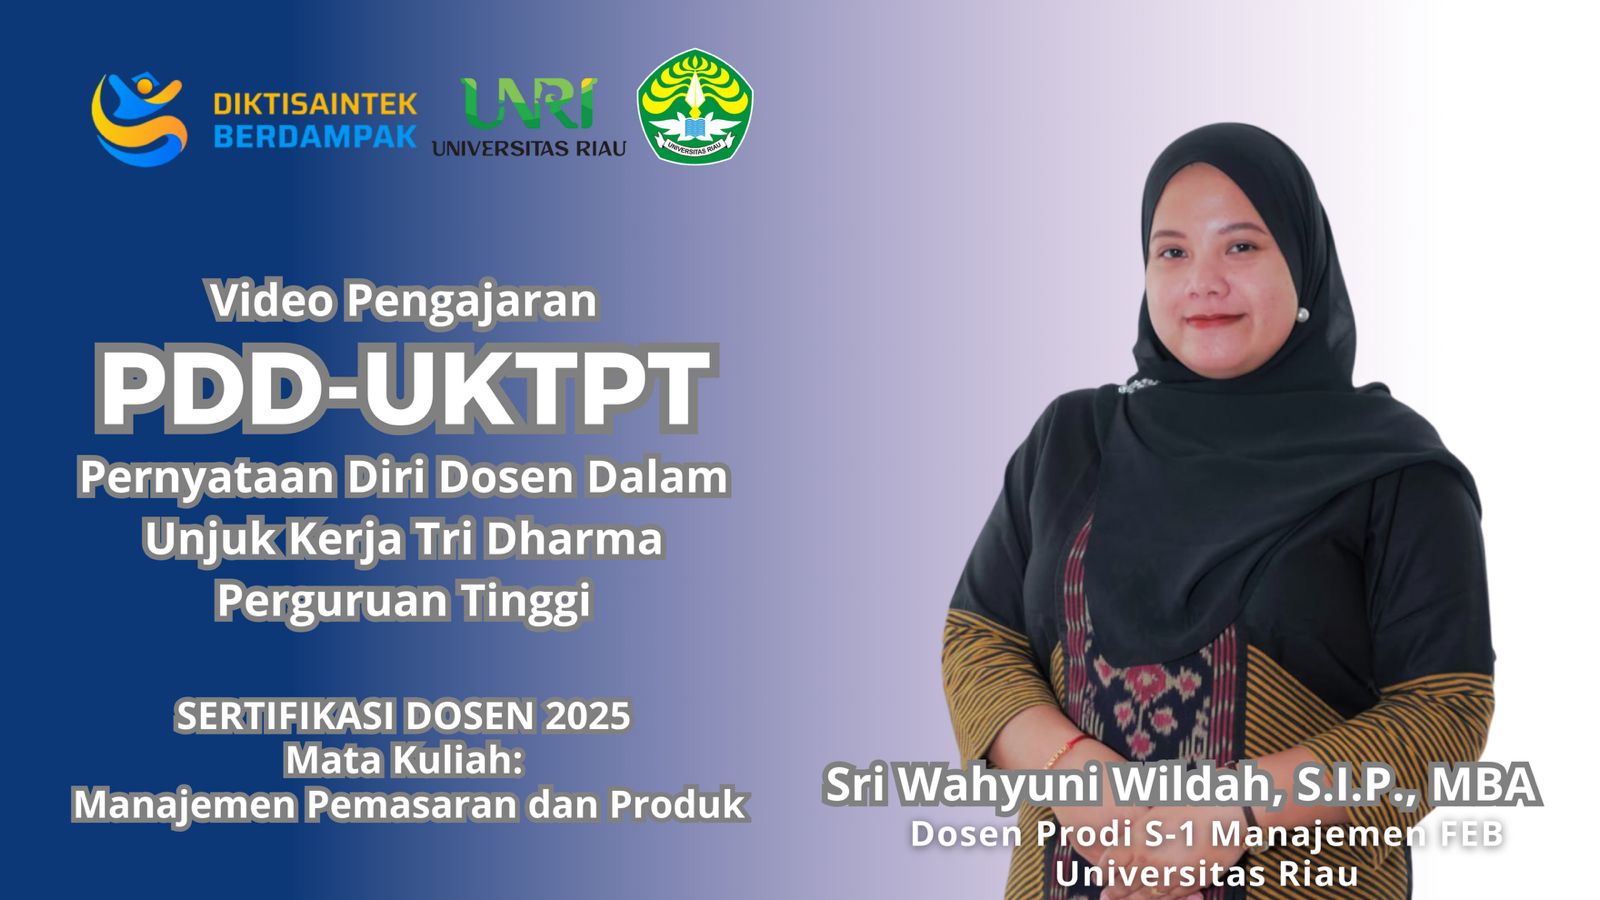 DIKTISAINTEK
BERDAMPAK
UNRI
UNIVERSITAS RIAU
UNIVERSITAS RIAU
Video Pengajaran
PDD-UKTPT
Pernyataan Diri Dosen Dalam
Unjuk Kerja Tri Dharma
Perguruan Tinggi
SERTIFIKASI DOSEN 2025
Mata Kuliah:
Manajemen Pemasaran dan Produk
Sri Wahyuni Wildah, S.I.P., MBA
Dosen Prodi S-1 Manajemen FEB
Universitas Riau